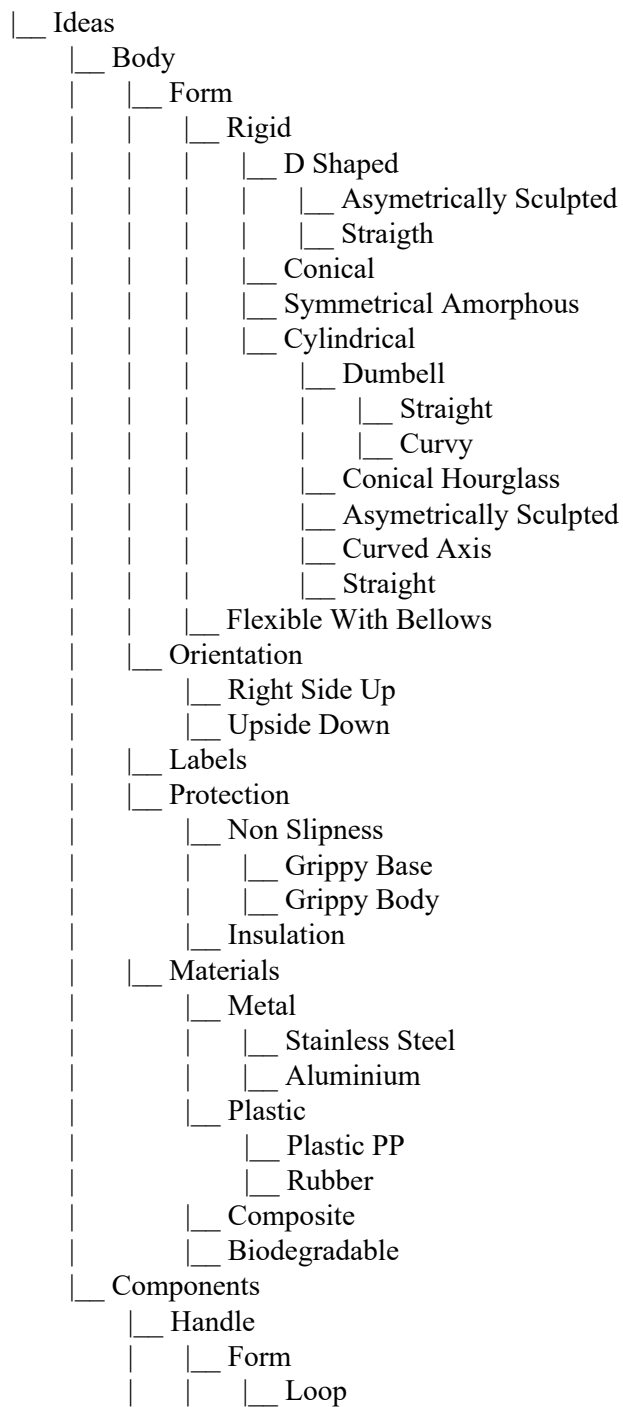 |__ Ideas
|__ Body
| |__ Form
| | |__ Rigid
| | | |__ D Shaped
| | | | |__ Asymetrically Sculpted
| | | | |__ Straigth
| | | |__ Conical
| | | |__ Symmetrical Amorphous
| | | |__ Cylindrical
| | | |__ Dumbell
| | | | |__ Straight
| | | | |__ Curvy
| | | |__ Conical Hourglass
| | | |__ Asymetrically Sculpted
| | | |__ Curved Axis
| | | |__ Straight
| | |__ Flexible With Bellows
| |__ Orientation
| |__ Right Side Up
| |__ Upside Down
| |__ Labels
| |__ Protection
| |__ Non Slipness
| | |__ Grippy Base
| | |__ Grippy Body
| |__ Insulation
| |__ Materials
| |__ Metal
| | |__ Stainless Steel
| | |__ Aluminium
| |__ Plastic
| |__ Plastic PP
| |__ Rubber
| |__ Composite
| |__ Biodegradable
|__ Components
|__ Handle
| |__ Form
| | |__ Loop